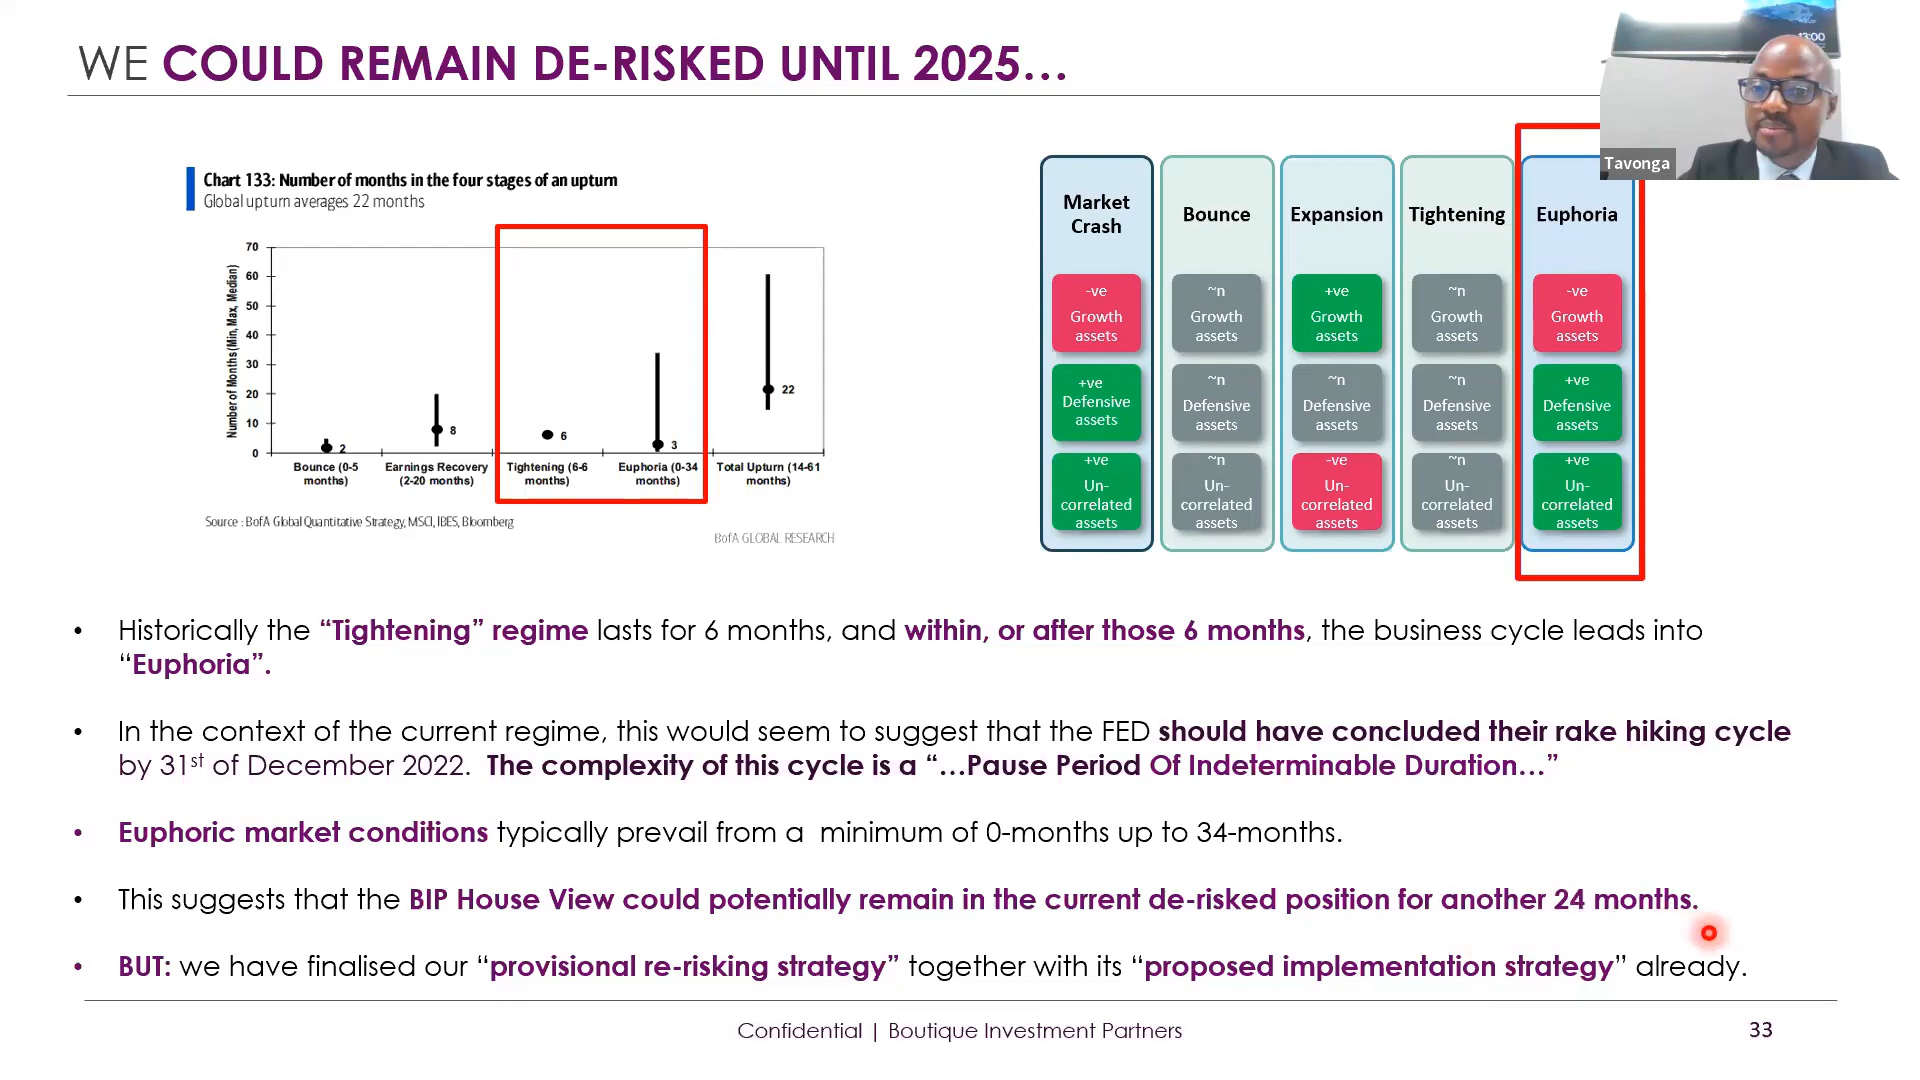 WE COULD REMAIN DE-RISKED UNTIL 2025...
13:00
Tavonga
Chart 133: Number of months in the four stages of an upturn
Global upturn averages 22 months
Number of Months (Min, Max, Median)
70
60
50
40
30
20
10
0
2
8
6
3
22
Bounce (0-5
months)
Earnings Recovery
(2-20 months)
Tightening (6-6
months)
Euphoria (0-34
months)
Total Upturn (14-61
months)
Source : BofA Global Quantitative Strategy, MSCI, IBES, Bloomberg
BofA GLOBAL RESEARCH
Market
Crash
-ve
Growth
assets
+ve
Defensive
assets
+ve
Un-
correlated
assets
Bounce
~n
Growth
assets
~n
Defensive
assets
~n
Un-
correlated
assets
Expansion
+ve
Growth
assets
~n
Defensive
assets
-ve
Un-
correlated
assets
Tightening
~n
Growth
assets
~n
Defensive
assets
~n
Un-
correlated
assets
Euphoria
-ve
Growth
assets
+ve
Defensive
assets
+ve
Un-
correlated
assets
• Historically the “Tightening” regime lasts for 6 months, and within, or after those 6 months, the business cycle leads into
“Euphoria”.
• In the context of the current regime, this would seem to suggest that the FED should have concluded their rake hiking cycle
by 31st of December 2022. The complexity of this cycle is a “...Pause Period Of Indeterminable Duration...”
• Euphoric market conditions typically prevail from a minimum of 0-months up to 34-months.
• This suggests that the BIP House View could potentially remain in the current de-risked position for another 24 months.
• BUT: we have finalised our “provisional re-risking strategy” together with its “proposed implementation strategy” already.
Confidential | Boutique Investment Partners
33